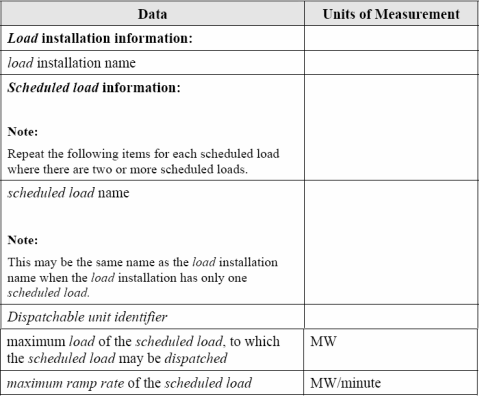 Data Units of Measurement
Load installation information:
load installation name
Scheduled load information:
Note:
Repeat the following items for each scheduled load
where there are two or more scheduled loads.
scheduled load name
Note:
This may be the same name as the load installation
name when the load installation has only one
scheduled load.
Dispatchable unit identifier
maximum load of the scheduled load, to which MW
the scheduled load may be dispatched
maximum ramp rate of the scheduled load MW/minute